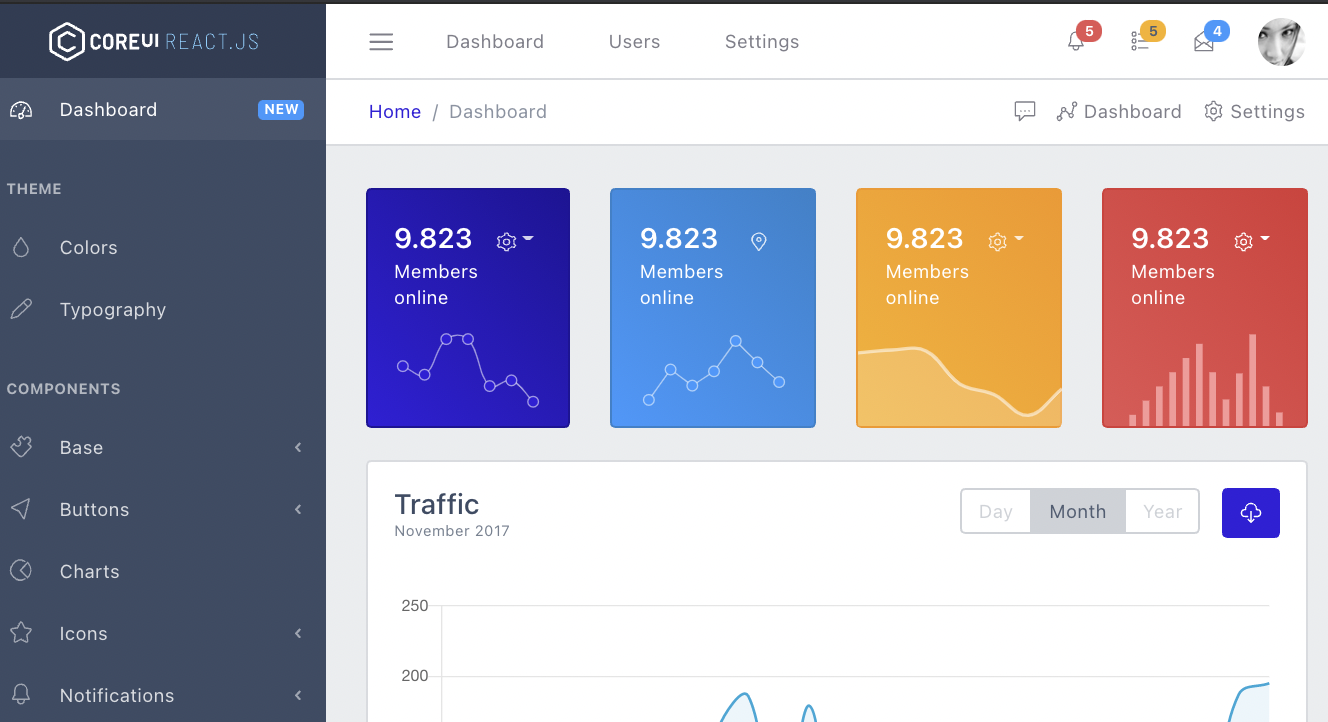 COREUI REACT.JS
Dashboard Users Settings 5 5 4
Dashboard NEW
Home / Dashboard Dashboard Settings
THEME
Colors
Typography
COMPONENTS
Base
Buttons
Charts
Icons
Notifications
9.823
Members
online
9.823
Members
online
9.823
Members
online
9.823
Members
online
Traffic
November 2017
Day Month Year
250
200